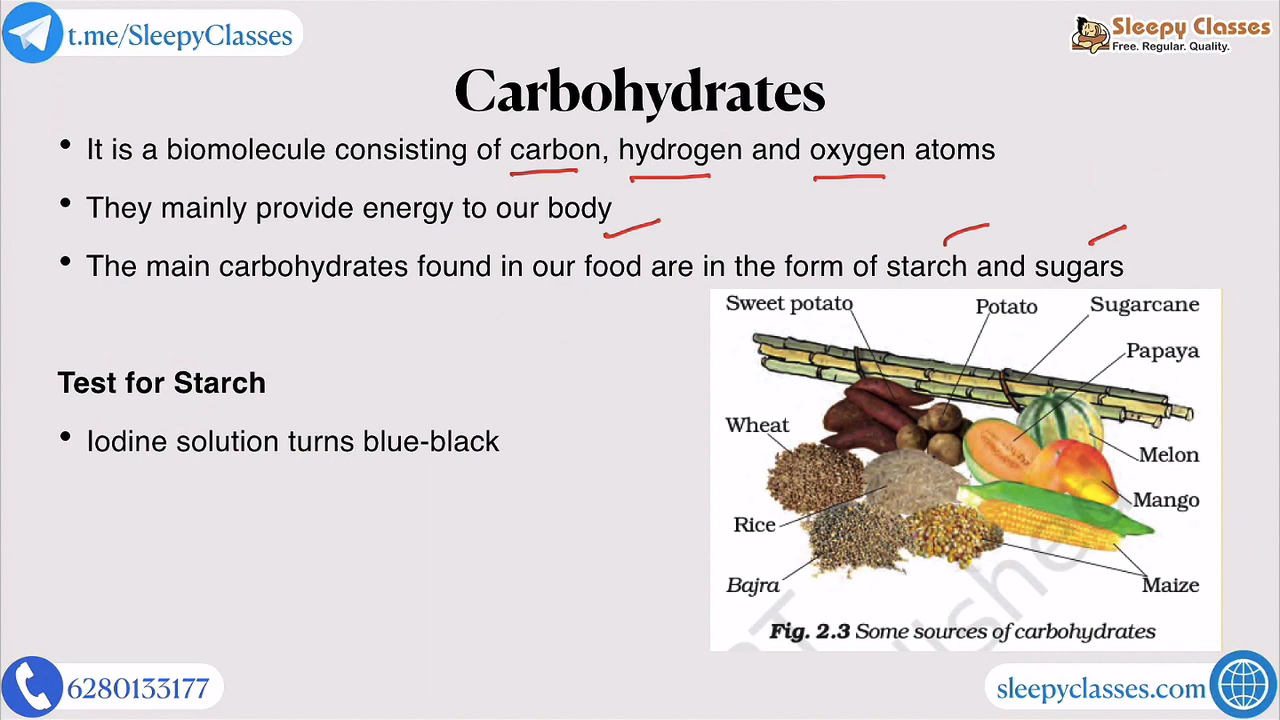 t.me/SleepyClasses
Sleepy Classes
Free. Regular. Quality.
Carbohydrates
• It is a biomolecule consisting of carbon, hydrogen and oxygen atoms
• They mainly provide energy to our body
• The main carbohydrates found in our food are in the form of starch and sugars
Test for Starch
• Iodine solution turns blue-black
Sweet potato
Potato
Sugarcane
Papaya
Wheat
Melon
Mango
Rice
Bajra
Maize
Fig. 2.3 Some sources of carbohydrates
6280133177
sleepyclasses.com